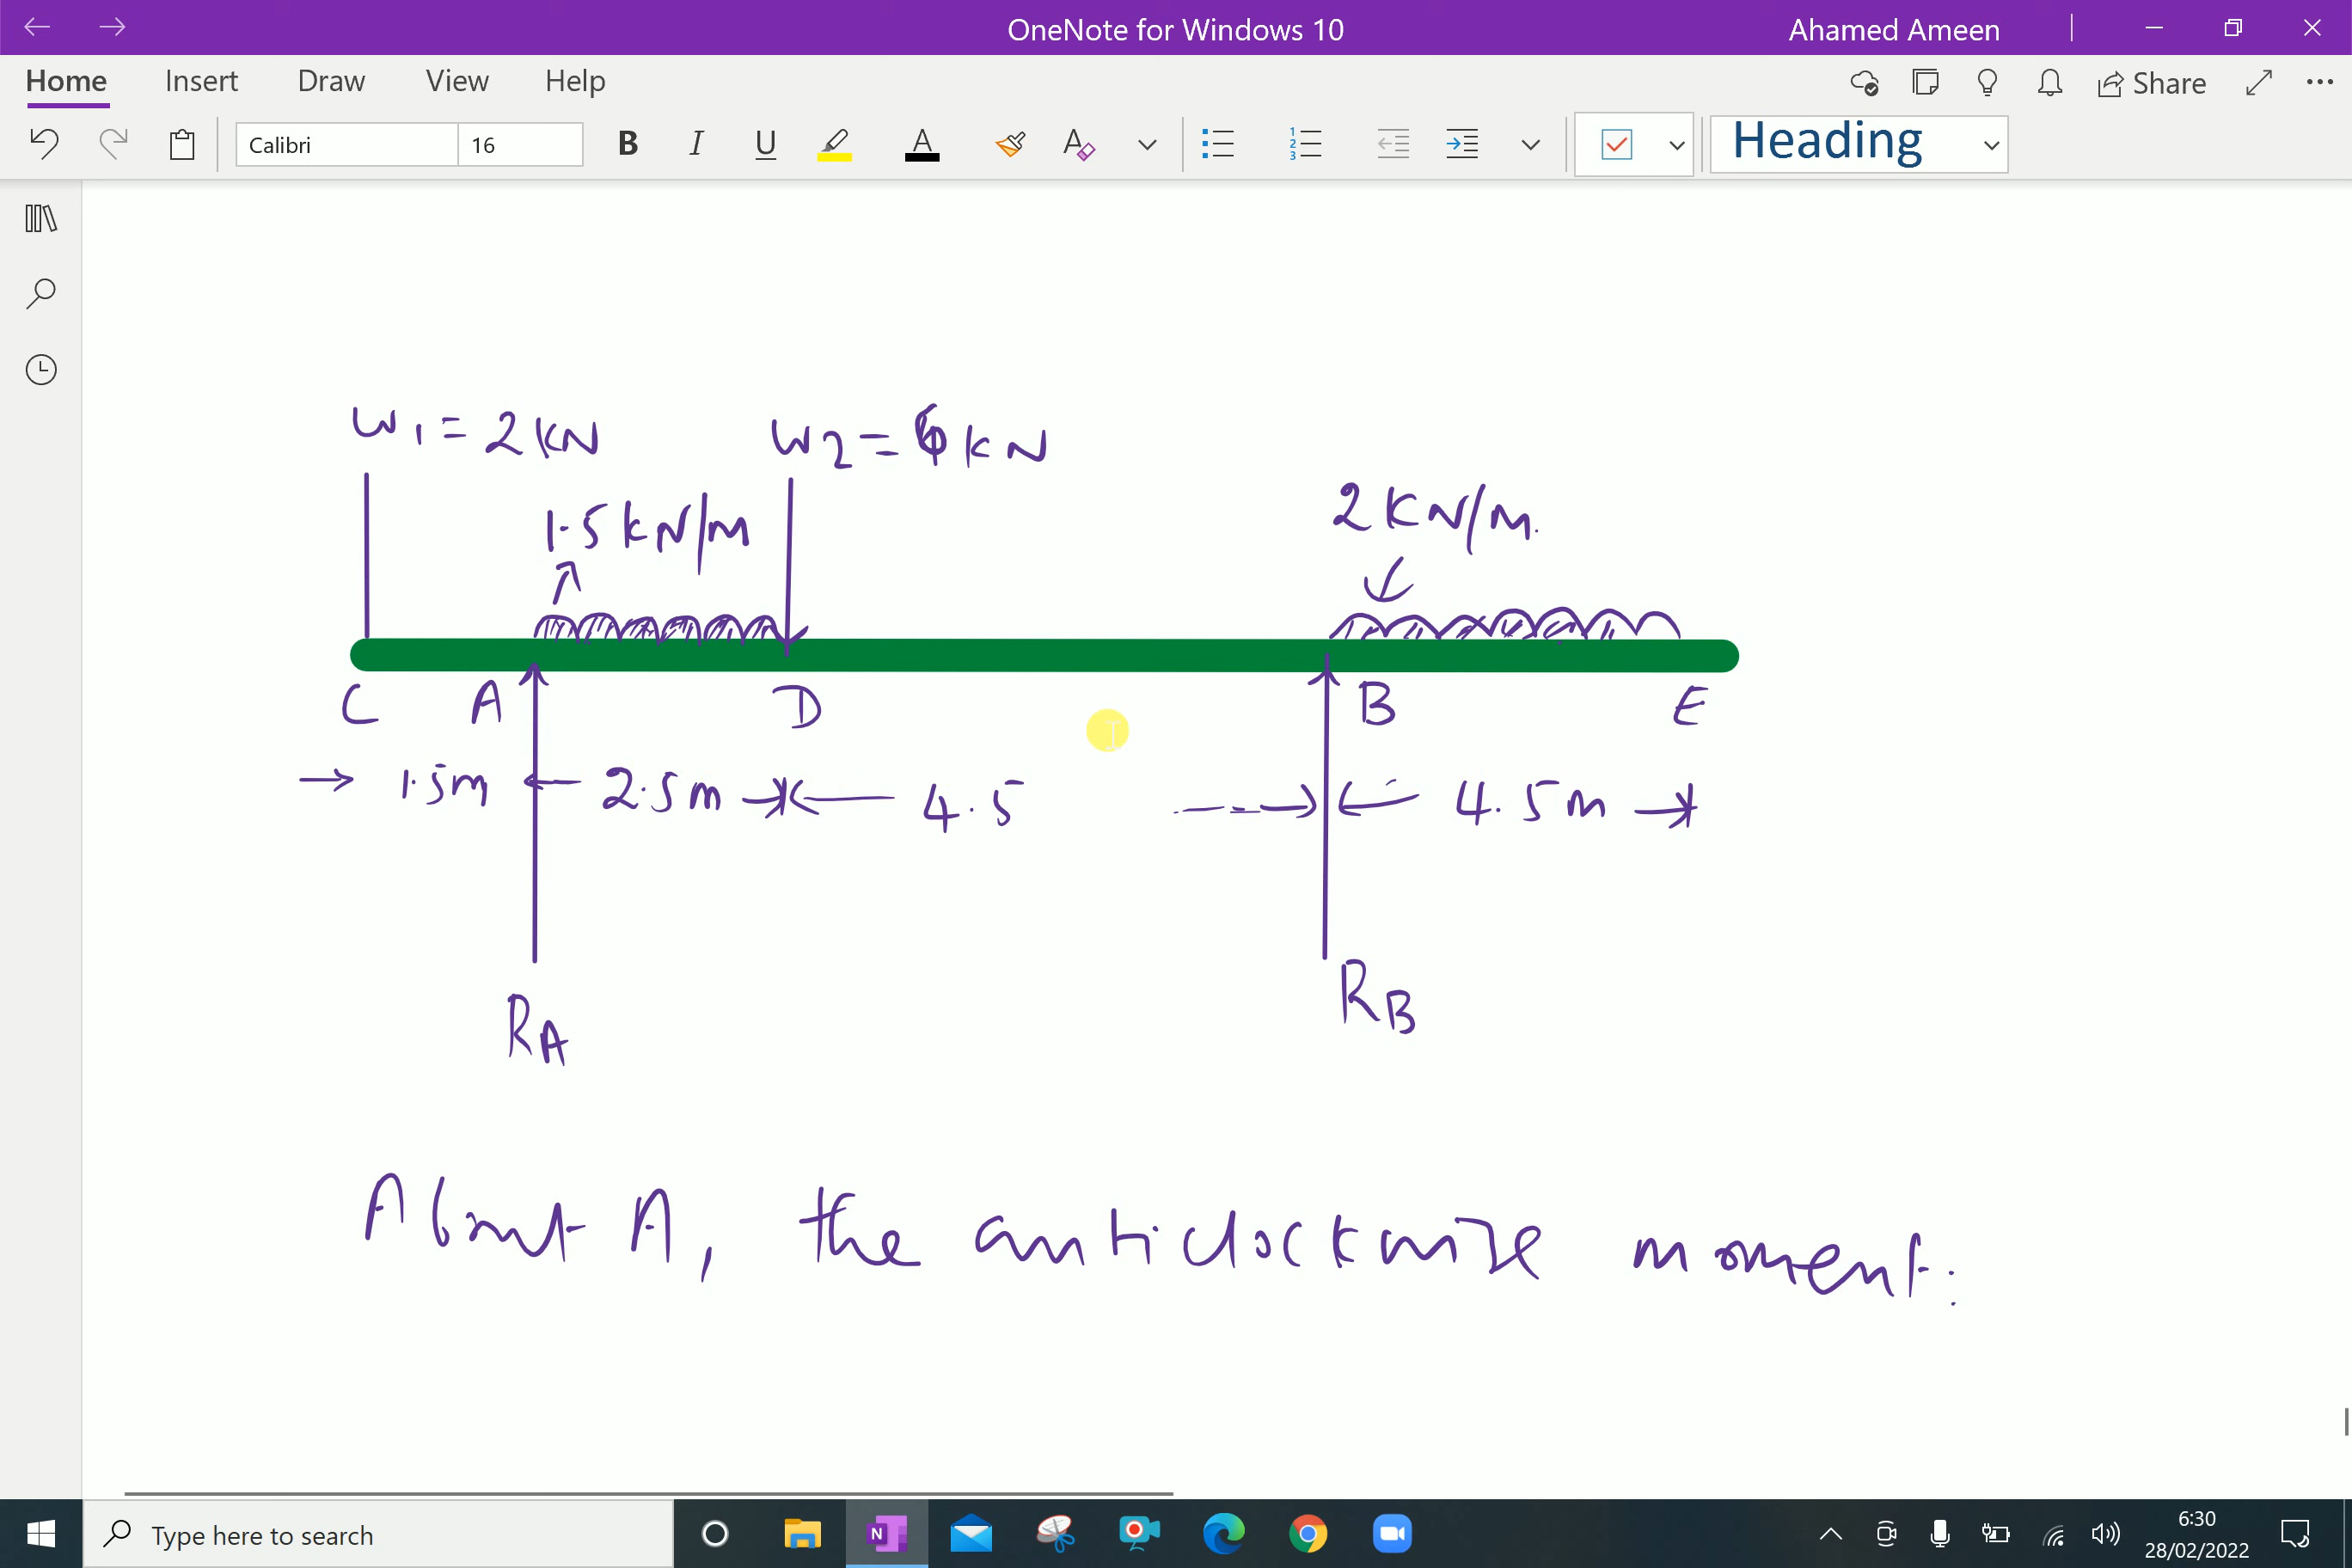 OneNote for Windows 10
Ahamed Ameen
Home Insert Draw View Help
Share
Calibri 16 B I U A A Heading
W1 = 2 KN W2 = 6 kN
1.5 kN/m 2 KN/m.
C A D B E
1.5m 2.5m 4.5 4.5m
RA RB
About A, the anticlockwise moment:
Type here to search
6:30
28/02/2022